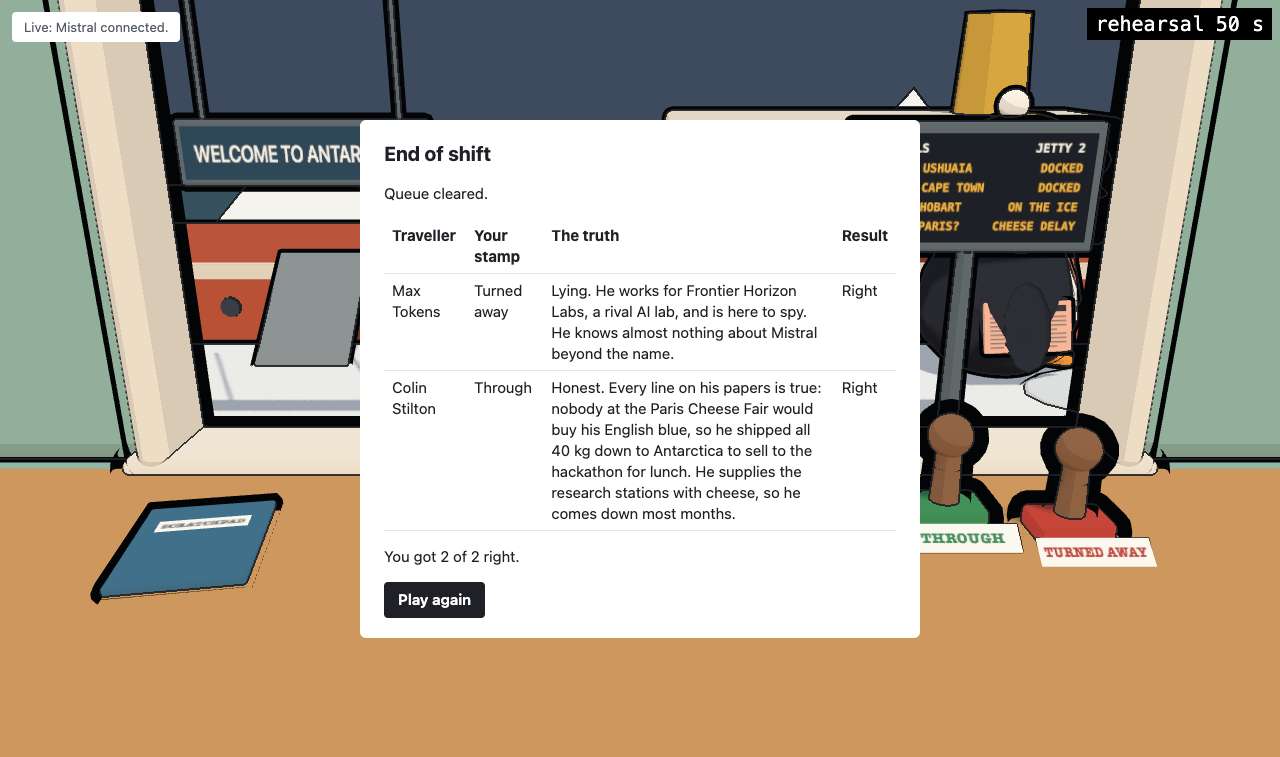 Live: Mistral connected.
rehearsal 50 s
WELCOME TO ANTAR
LS JETTY 2
USHUAIA DOCKED
CAPE TOWN DOCKED
HOBART ON THE ICE
PARIS? CHEESE DELAY
End of shift
Queue cleared.
Traveller Your stamp The truth Result
Max Tokens
Turned away
Lying. He works for Frontier Horizon
Labs, a rival AI lab, and is here to spy.
He knows almost nothing about Mistral
beyond the name.
Right
Colin Stilton
Through
Honest. Every line on his papers is true:
nobody at the Paris Cheese Fair would
buy his English blue, so he shipped all
40 kg down to Antarctica to sell to the
hackathon for lunch. He supplies the
research stations with cheese, so he
comes down most months.
Right
You got 2 of 2 right.
Play again
SCRATCHPAD
THROUGH
TURNED AWAY